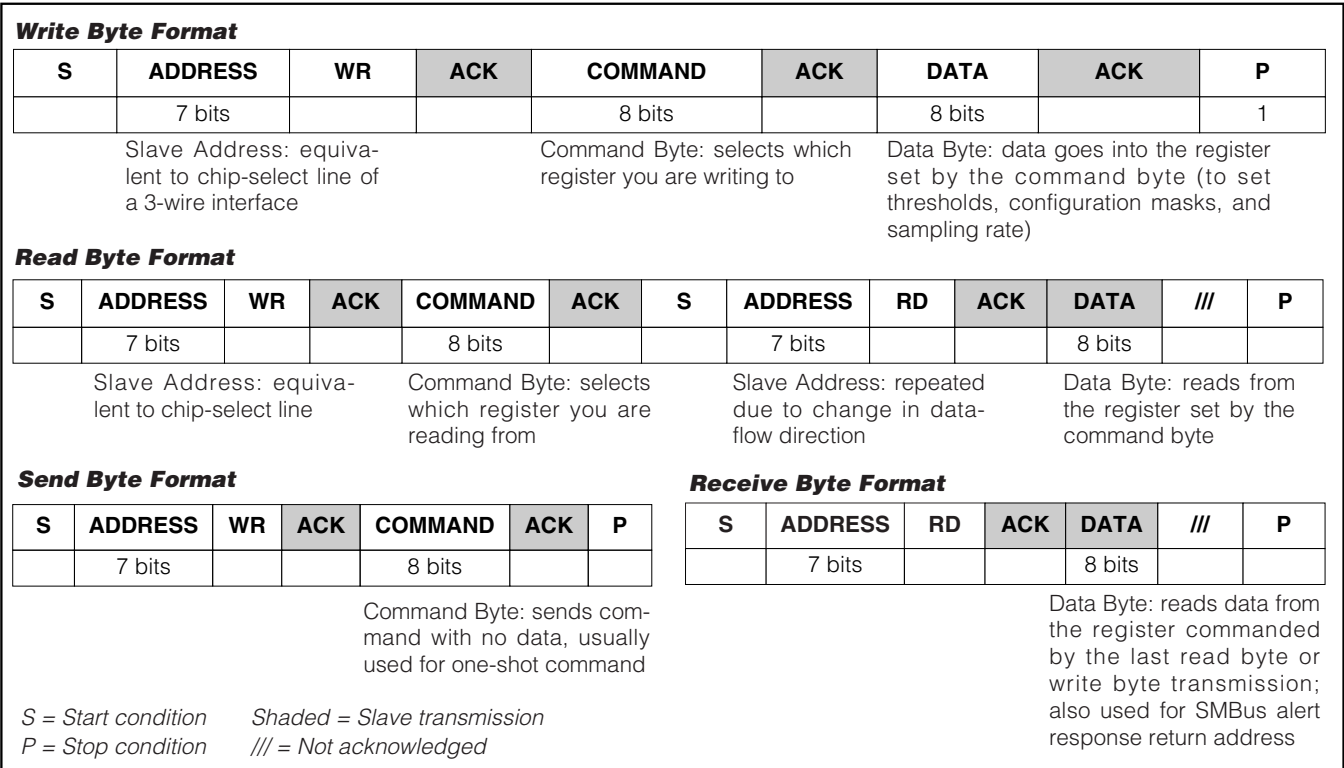 Write Byte Format
S ADDRESS WR ACK COMMAND ACK DATA ACK P
7 bits 8 bits 8 bits 1
Slave Address: equiva-
lent to chip-select line of
a 3-wire interface
Command Byte: selects which
register you are writing to
Data Byte: data goes into the register
set by the command byte (to set
thresholds, configuration masks, and
sampling rate)
Read Byte Format
S ADDRESS WR ACK COMMAND ACK S ADDRESS RD ACK DATA /// P
7 bits 8 bits 7 bits 8 bits
Slave Address: equiva-
lent to chip-select line
Command Byte: selects
which register you are
reading from
Slave Address: repeated
due to change in data-
flow direction
Data Byte: reads from
the register set by the
command byte
Send Byte Format
S ADDRESS WR ACK COMMAND ACK P
7 bits 8 bits
Command Byte: sends com-
mand with no data, usually
used for one-shot command
Receive Byte Format
S ADDRESS RD ACK DATA /// P
7 bits 8 bits
Data Byte: reads data from
the register commanded
by the last read byte or
write byte transmission;
also used for SMBus alert
response return address
S = Start condition Shaded = Slave transmission
P = Stop condition /// = Not acknowledged